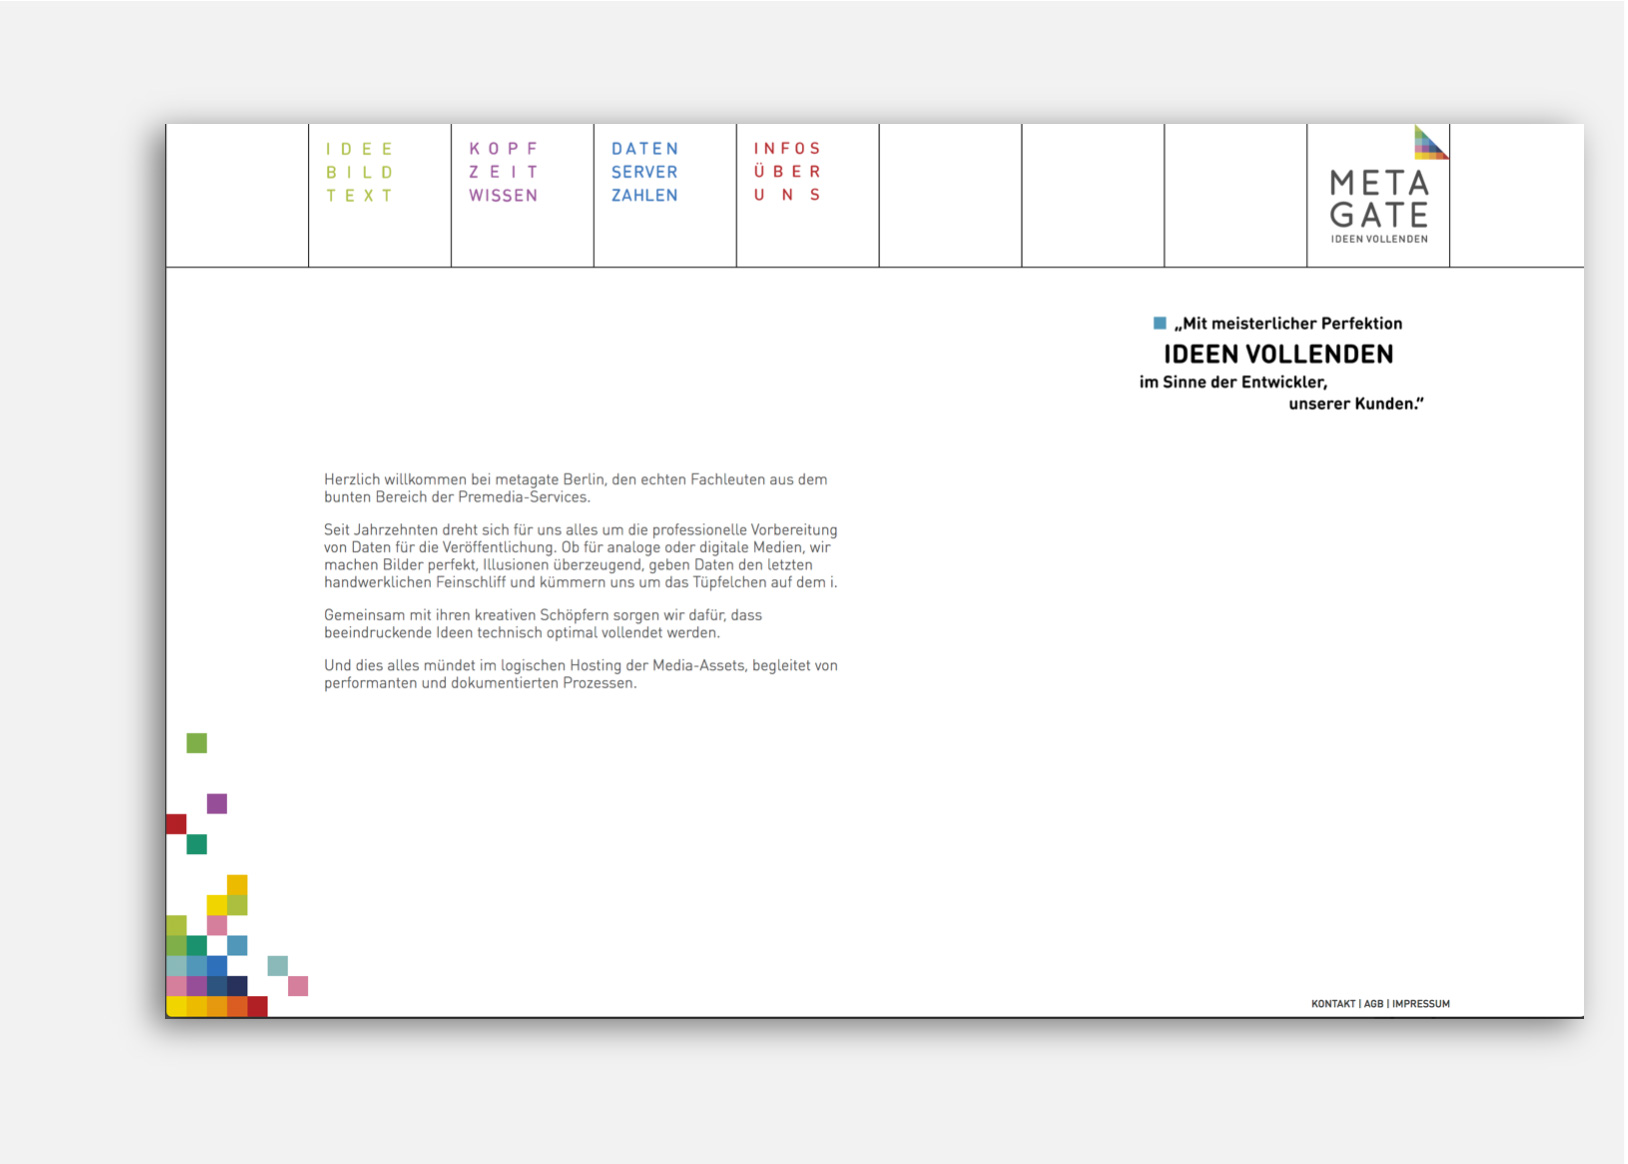 IDEE
BILD
TEXT
KOPF
ZEIT
WISSEN
DATEN
SERVER
ZAHLEN
INFOS
ÜBER
UNS
META
GATE
IDEEN VOLLENDEN
„Mit meisterlicher Perfektion
IDEEN VOLLENDEN
im Sinne der Entwickler,
unserer Kunden.“
Herzlich willkommen bei metagate Berlin, den echten Fachleuten aus dem
bunten Bereich der Premedia-Services.
Seit Jahrzehnten dreht sich für uns alles um die professionelle Vorbereitung
von Daten für die Veröffentlichung. Ob für analoge oder digitale Medien, wir
machen Bilder perfekt, Illusionen überzeugend, geben Daten den letzten
handwerklichen Feinschliff und kümmern uns um das Tüpfelchen auf dem i.
Gemeinsam mit ihren kreativen Schöpfern sorgen wir dafür, dass
beeindruckende Ideen technisch optimal vollendet werden.
Und dies alles mündet im logischen Hosting der Media-Assets, begleitet von
performanten und dokumentierten Prozessen.
KONTAKT | AGB | IMPRESSUM